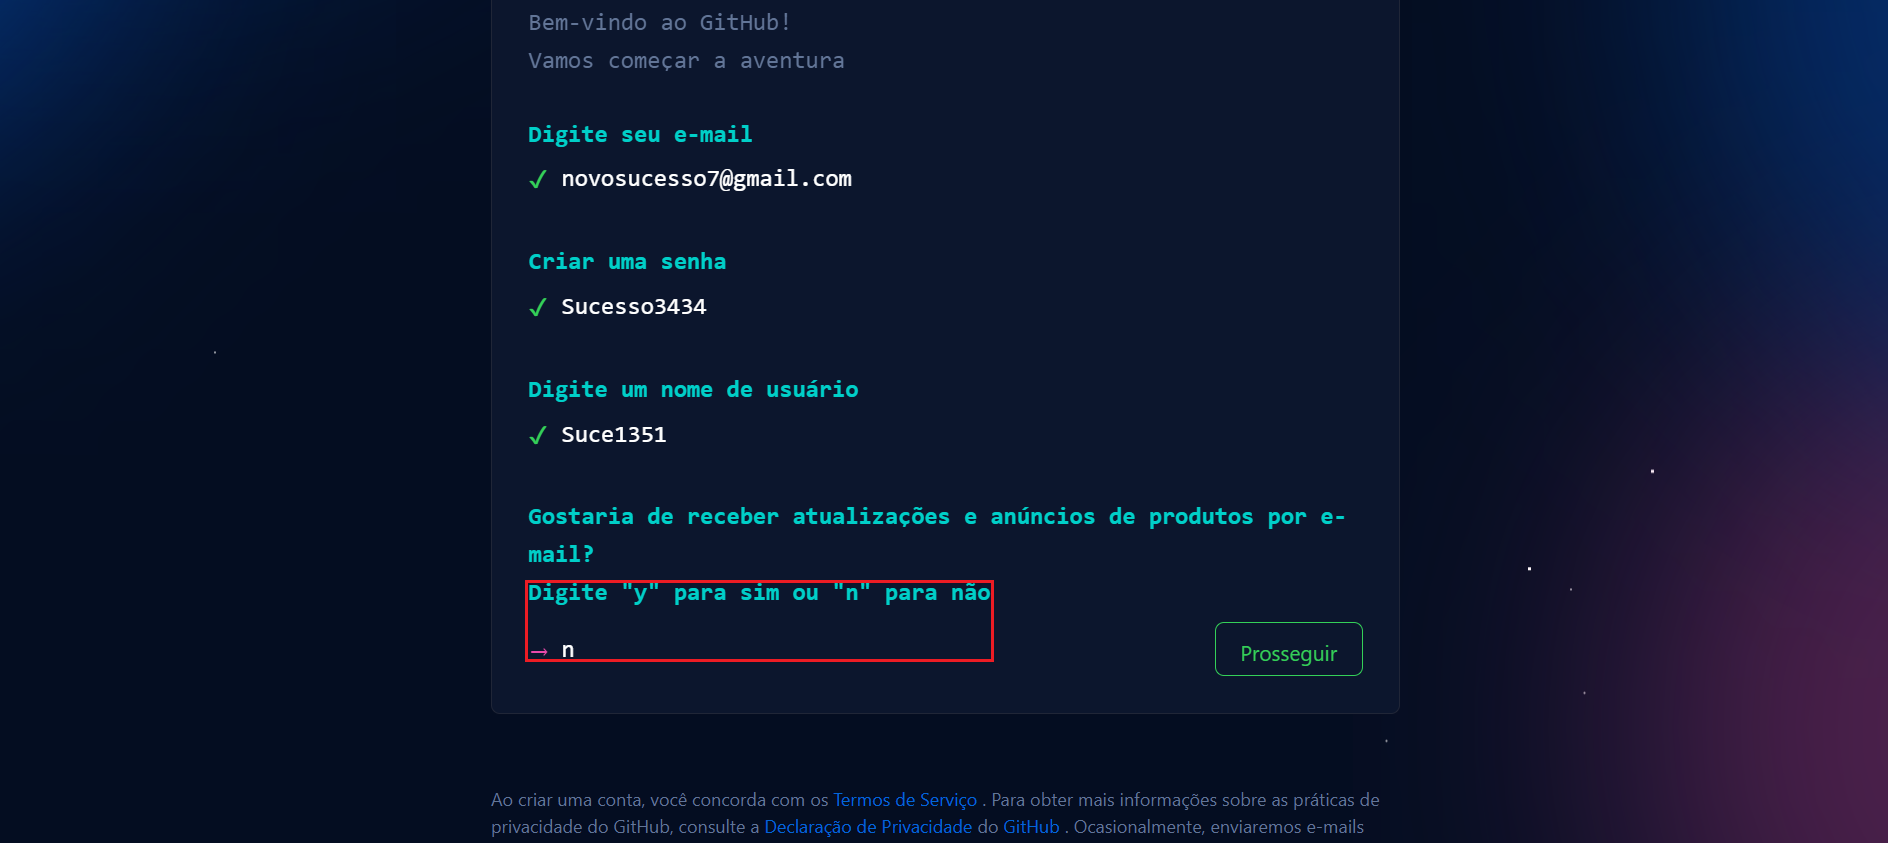 Bem-vindo ao GitHub!
Vamos começar a aventura
Digite seu e-mail
✓ novosucesso7@gmail.com
Criar uma senha
✓ Sucesso3434
Digite um nome de usuário
✓ Suce1351
Gostaria de receber atualizações e anúncios de produtos por e-
mail?
Digite "y" para sim ou "n" para não
→ n
Prosseguir
Ao criar uma conta, você concorda com os Termos de Serviço . Para obter mais informações sobre as práticas de
privacidade do GitHub, consulte a Declaração de Privacidade do GitHub . Ocasionalmente, enviaremos e-mails